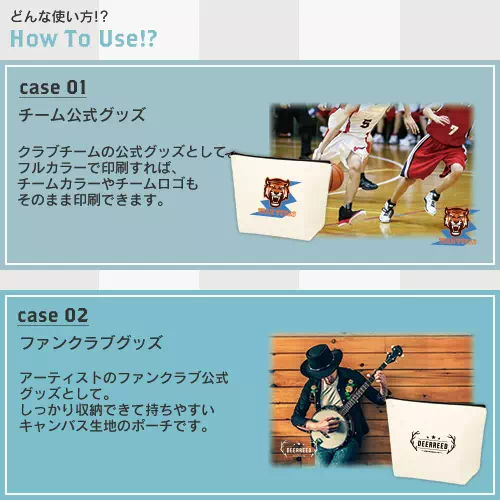 どんな使い方!?
How To Use!?
case 01
チーム公式グッズ
クラブチームの公式グッズとして。
フルカラーで印刷すれば、
チームカラーやチームロゴも
そのまま印刷できます。
5
case 02
ファンクラブグッズ
アーティストのファンクラブ公式
グッズとして。
しっかり収納できて持ちやすい
キャンバス生地のポーチです。
DEERREED
DEERREED